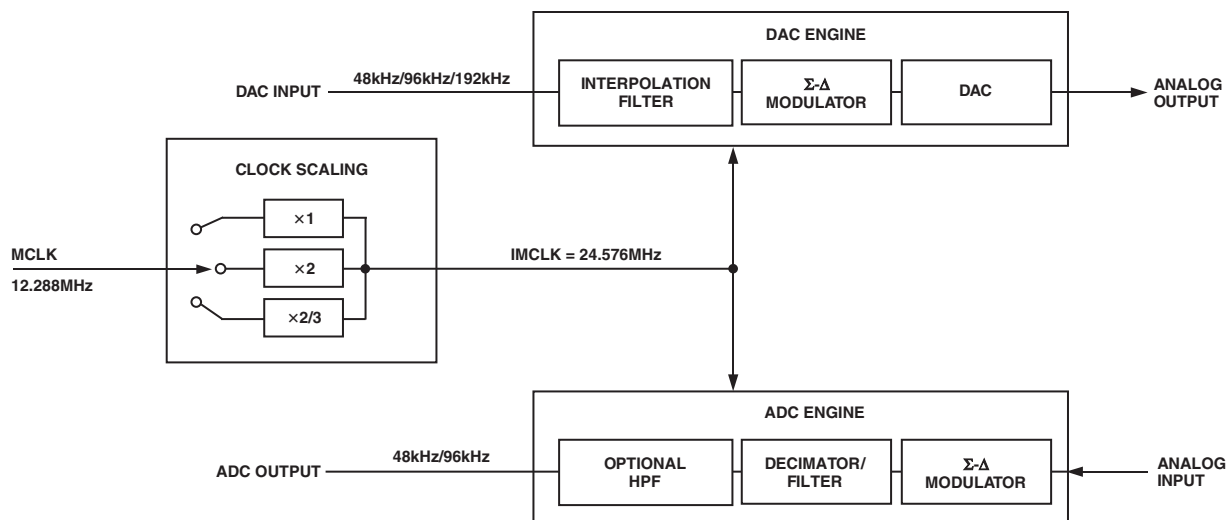 DAC ENGINE
DAC INPUT
48kHz/96kHz/192kHz
INTERPOLATION
FILTER
Σ-Δ
MODULATOR
DAC
ANALOG
OUTPUT
CLOCK SCALING
×1
MCLK
12.288MHz
×2
×2/3
IMCLK = 24.576MHz
ADC ENGINE
ADC OUTPUT
48kHz/96kHz
OPTIONAL
HPF
DECIMATOR/
FILTER
Σ-Δ
MODULATOR
ANALOG
INPUT